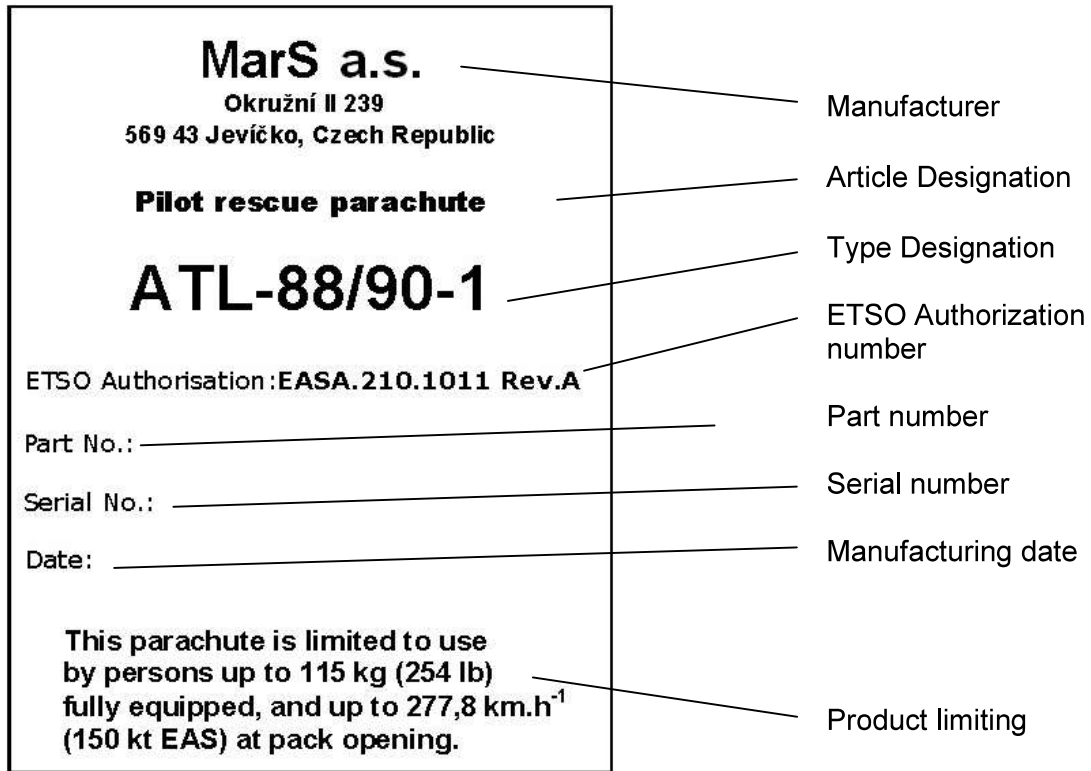 MarS a.s.
Okružní II 239
569 43 Jevíčko, Czech Republic
Pilot rescue parachute
ATL-88/90-1
ETSO Authorisation:EASA.210.1011 Rev.A
Part No.:
Serial No.:
Date:
This parachute is limited to use
by persons up to 115 kg (254 lb)
fully equipped, and up to 277,8 km.h⁻¹
(150 kt EAS) at pack opening.
Manufacturer
Article Designation
Type Designation
ETSO Authorization
number
Part number
Serial number
Manufacturing date
Product limiting